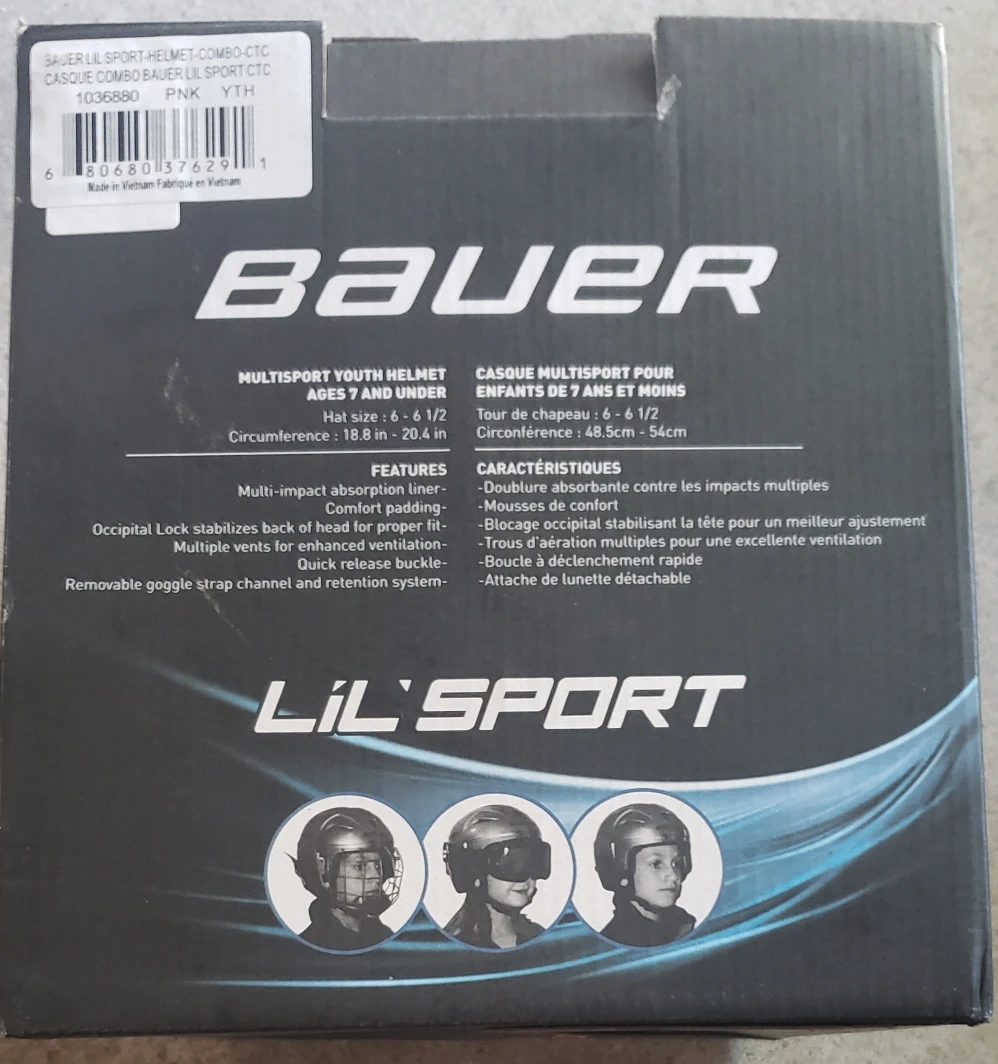 BAUER LIL SPORT-HELMET-COMBO-CTC
CASQUE COMBO BAUER LIL SPORT CTC
1036880 PNK YTH
6 80680 37629 1
Made in Vietnam Fabrique en Vietnam
BAUER
MULTISPORT YOUTH HELMET
AGES 7 AND UNDER
Hat size : 6 - 6 1/2
Circumference : 18.8 in - 20.4 in
FEATURES
Multi-impact absorption liner-
Comfort padding-
Occipital Lock stabilizes back of head for proper fit-
Multiple vents for enhanced ventilation-
Quick release buckle-
Removable goggle strap channel and retention system-
CASQUE MULTISPORT POUR
ENFANTS DE 7 ANS ET MOINS
Tour de chapeau : 6 - 6 1/2
Circonférence : 48.5cm - 54cm
CARACTÉRISTIQUES
-Doublure absorbante contre les impacts multiples
-Mousses de confort
-Blocage occipital stabilisant la tête pour un meilleur ajustement
-Trous d'aération multiples pour une excellente ventilation
-Boucle à déclenchement rapide
-Attache de lunette détachable
LiL' SPORT